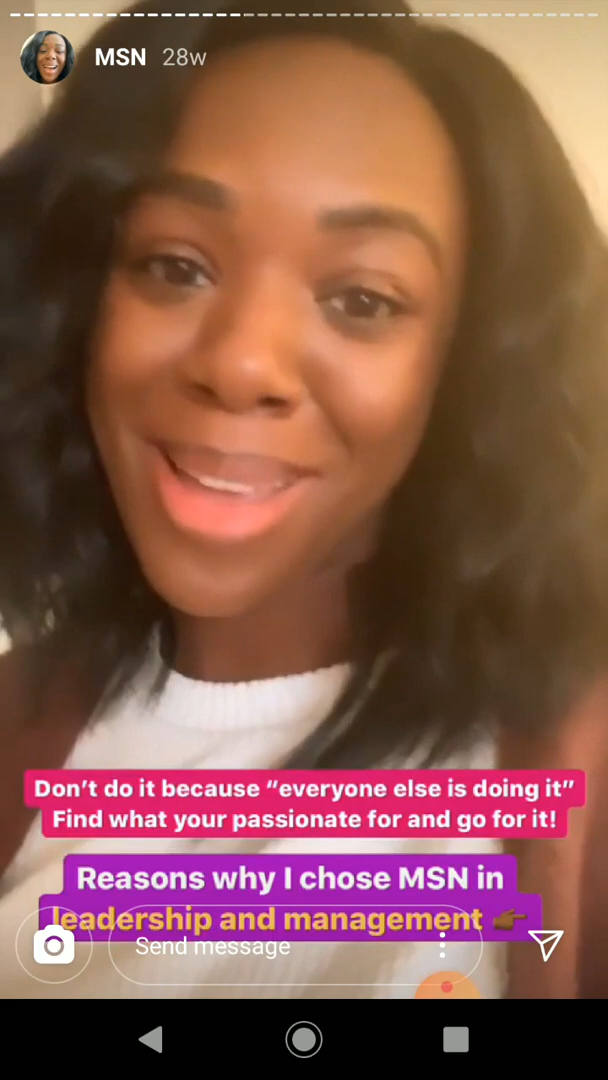 MSN 28w
Don't do it because “everyone else is doing it”
Find what your passionate for and go for it!
Reasons why I chose MSN in
leadership and management 👉🏿
Send message